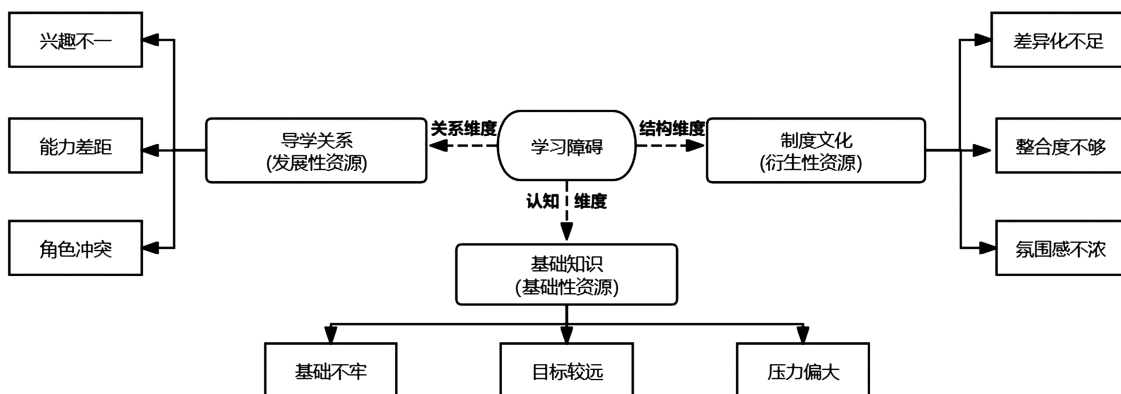 兴趣不一
能力差距
角色冲突
导学关系
(发展性资源)
关系维度
学习障碍
结构维度
制度文化
(衍生性资源)
差异化不足
整合度不够
氛围感不浓
认知 维度
基础知识
(基础性资源)
基础不牢
目标较远
压力偏大